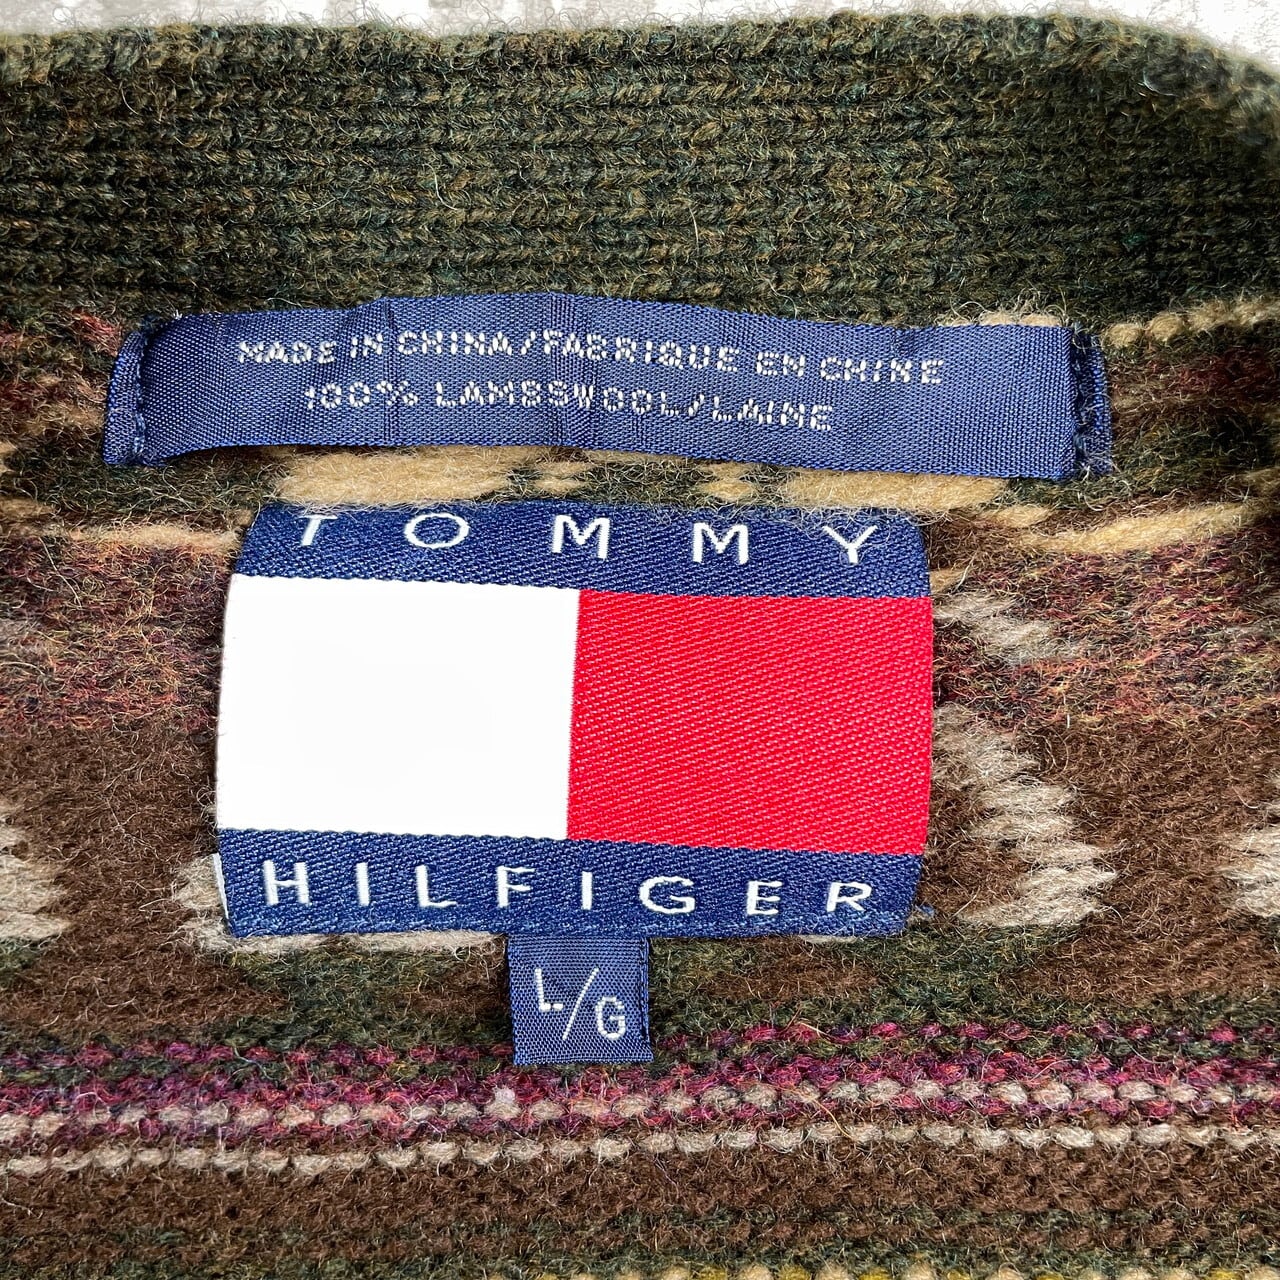 MADE IN CHINA/FABRIQUE EN CHINE
100% LAMBSWOOL/LAINE
TOMMY
HILFIGER
L/G